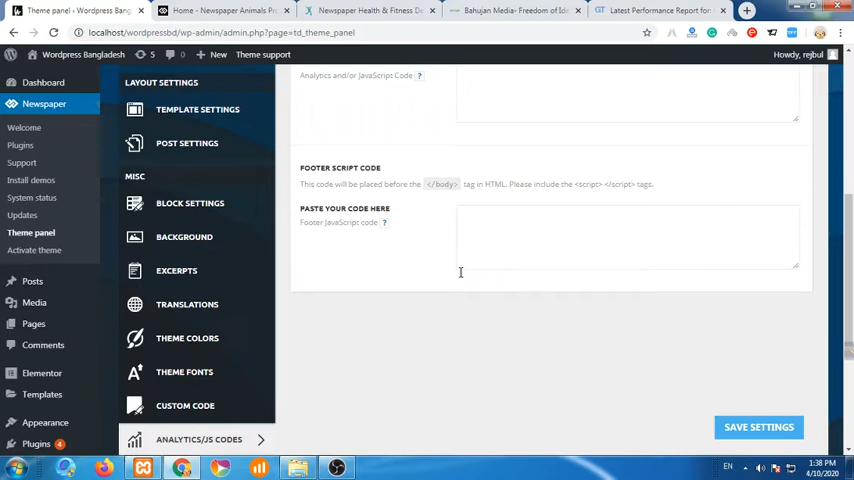 Theme panel ‹ Wordpress Bang
Home - Newspaper Animals Pro
Newspaper Health & Fitness De
Bahujan Media- Freedom of Ide
Latest Performance Report for:
localhost/wordpressbd/wp-admin/admin.php?page=td_theme_panel
Wordpress Bangladesh 5 0 New Theme support Howdy, rejbul
Dashboard
Newspaper
Welcome
Plugins
Support
Install demos
System status
Updates
Theme panel
Activate theme
Posts
Media
Pages
Comments
Elementor
Templates
Appearance
Plugins 4
LAYOUT SETTINGS
TEMPLATE SETTINGS
POST SETTINGS
MISC
BLOCK SETTINGS
BACKGROUND
EXCERPTS
TRANSLATIONS
THEME COLORS
THEME FONTS
CUSTOM CODE
ANALYTICS/JS CODES
Analytics and/or JavaScript Code ?
FOOTER SCRIPT CODE
This code will be placed before the </body> tag in HTML. Please include the <script> </script> tags.
PASTE YOUR CODE HERE
Footer JavaScript code ?
SAVE SETTINGS
EN
1:38 PM
4/10/2020